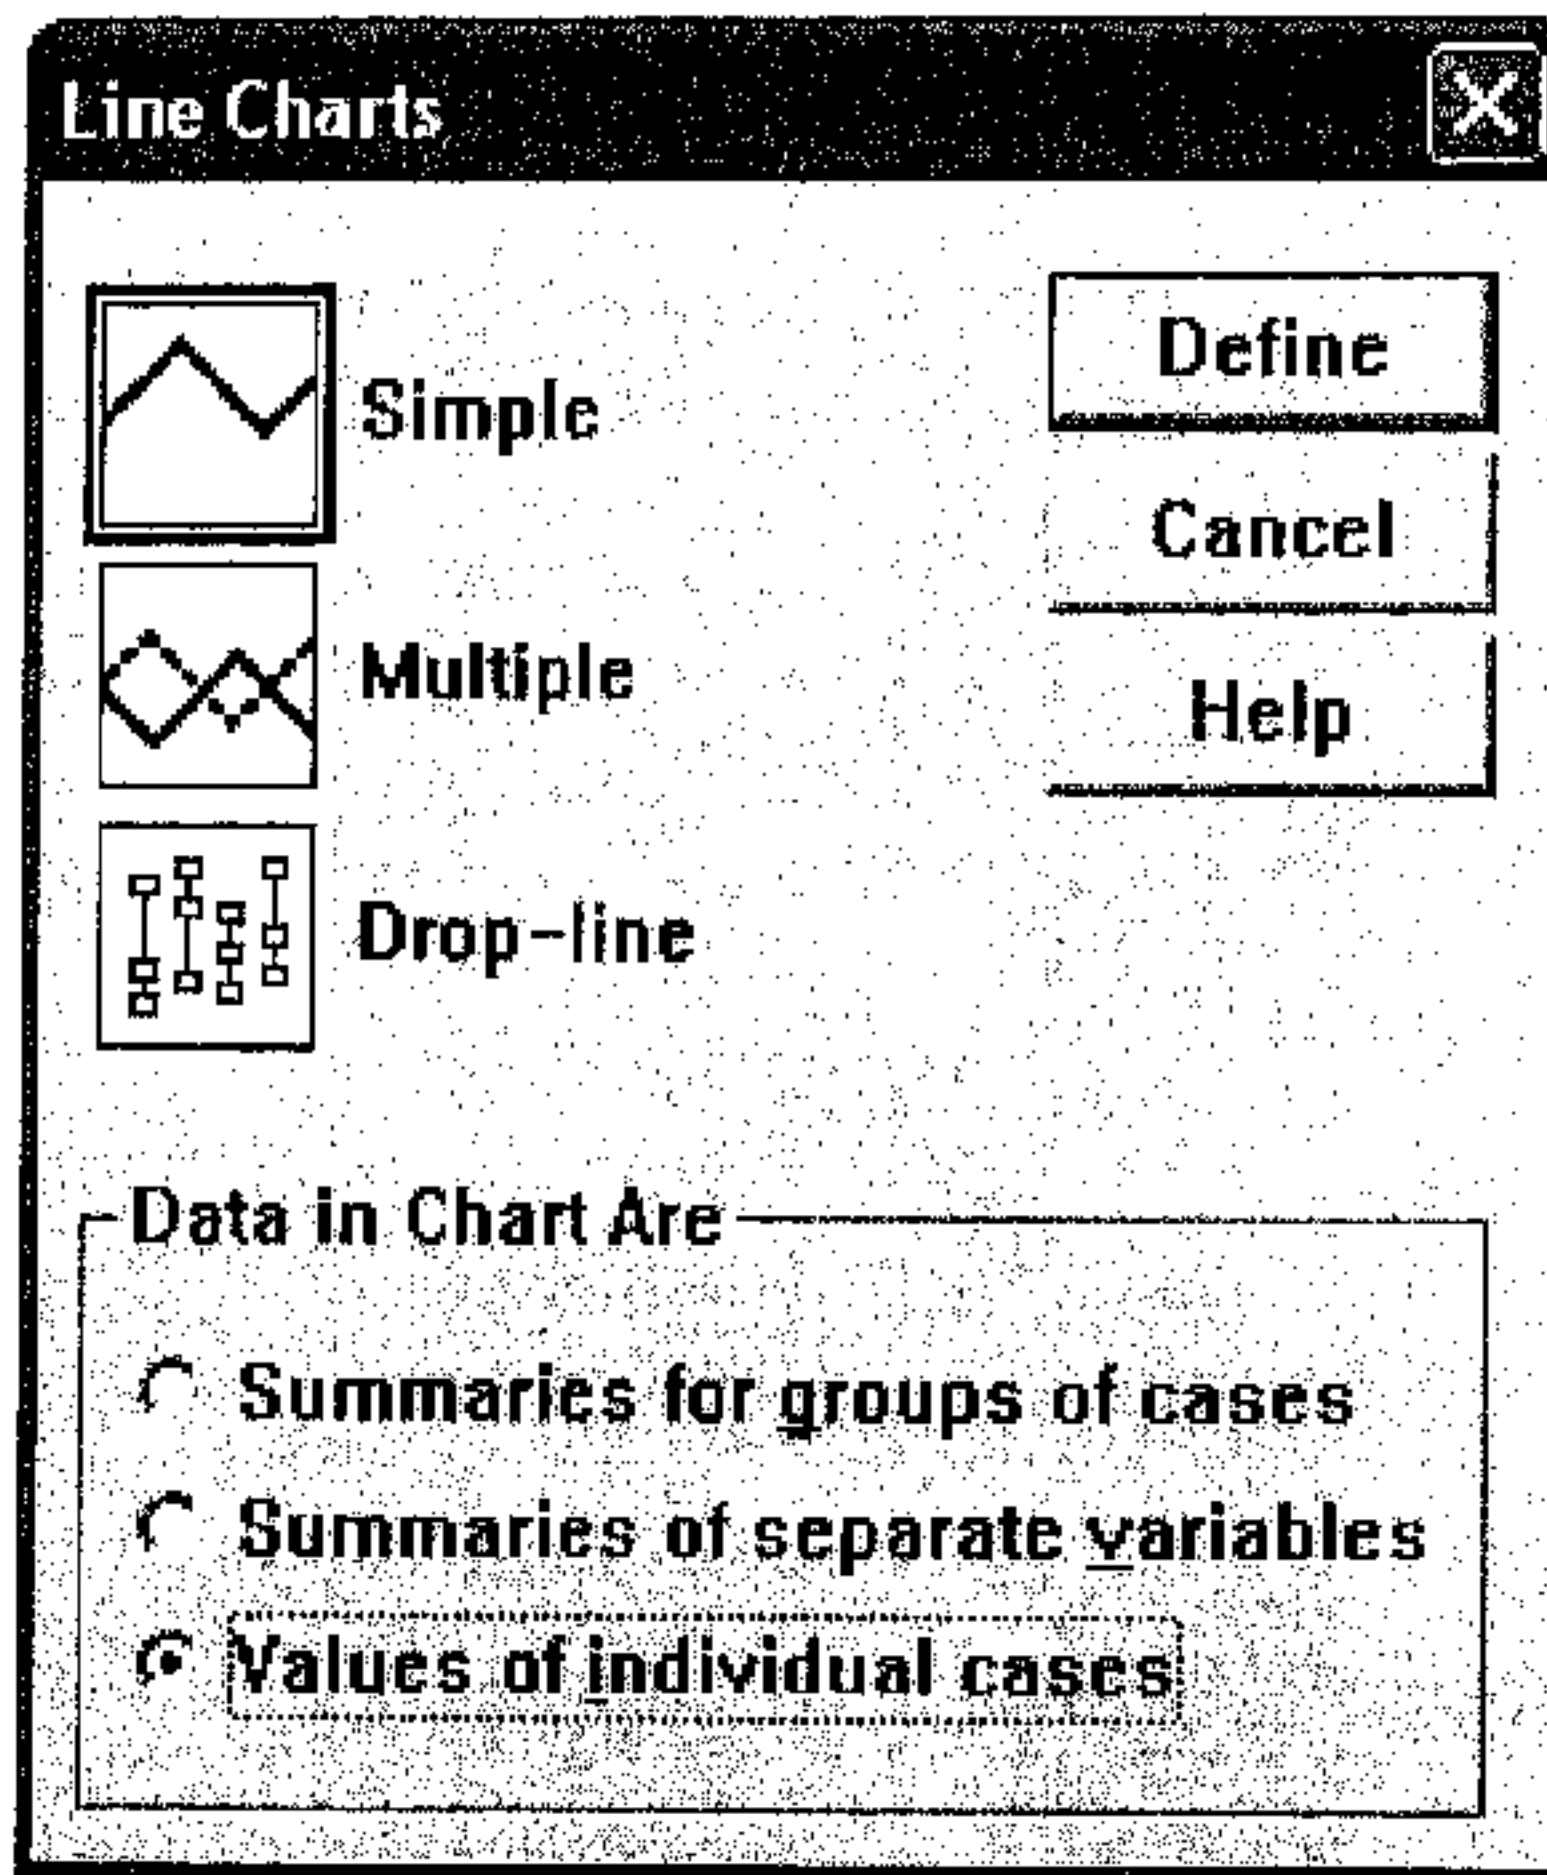 Line Charts
Simple
Multiple
Drop-line
Define
Cancel
Help
Data in Chart Are
Summaries for groups of cases
Summaries of separate variables
Values of individual cases